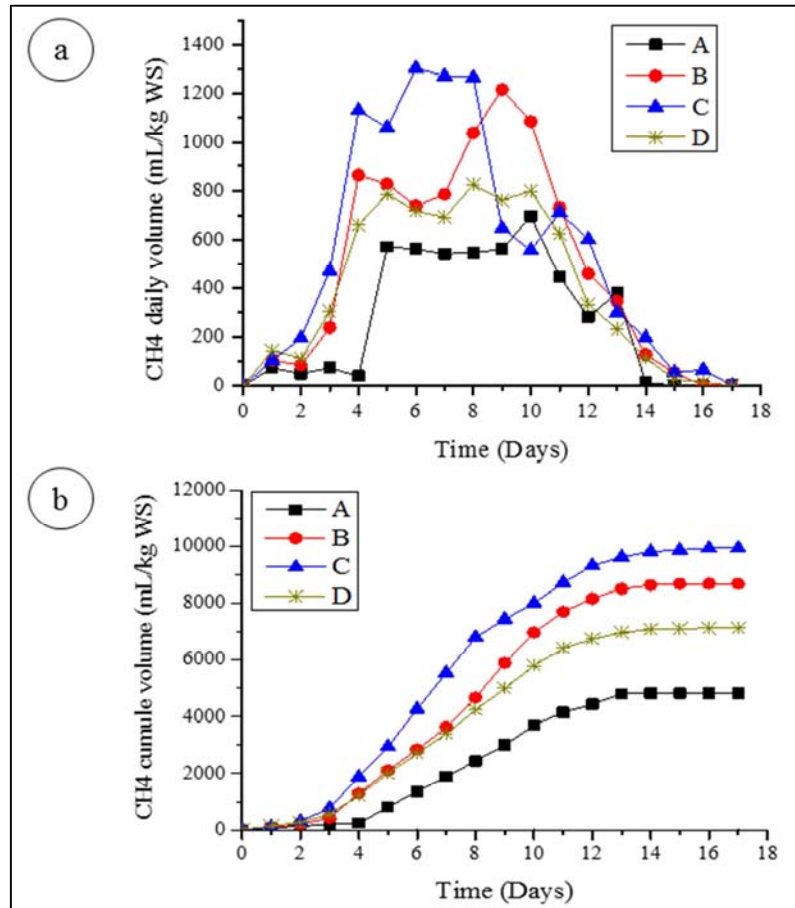 a
CH4 daily volume (mL/kg WS)
1400
1200
1000
800
600
400
200
0
A
B
C
D
0 2 4 6 8 10 12 14 16 18
Time (Days)
b
CH4 cumule volume (mL/kg WS)
12000
10000
8000
6000
4000
2000
0
A
B
C
D
0 2 4 6 8 10 12 14 16 18
Time (Days)